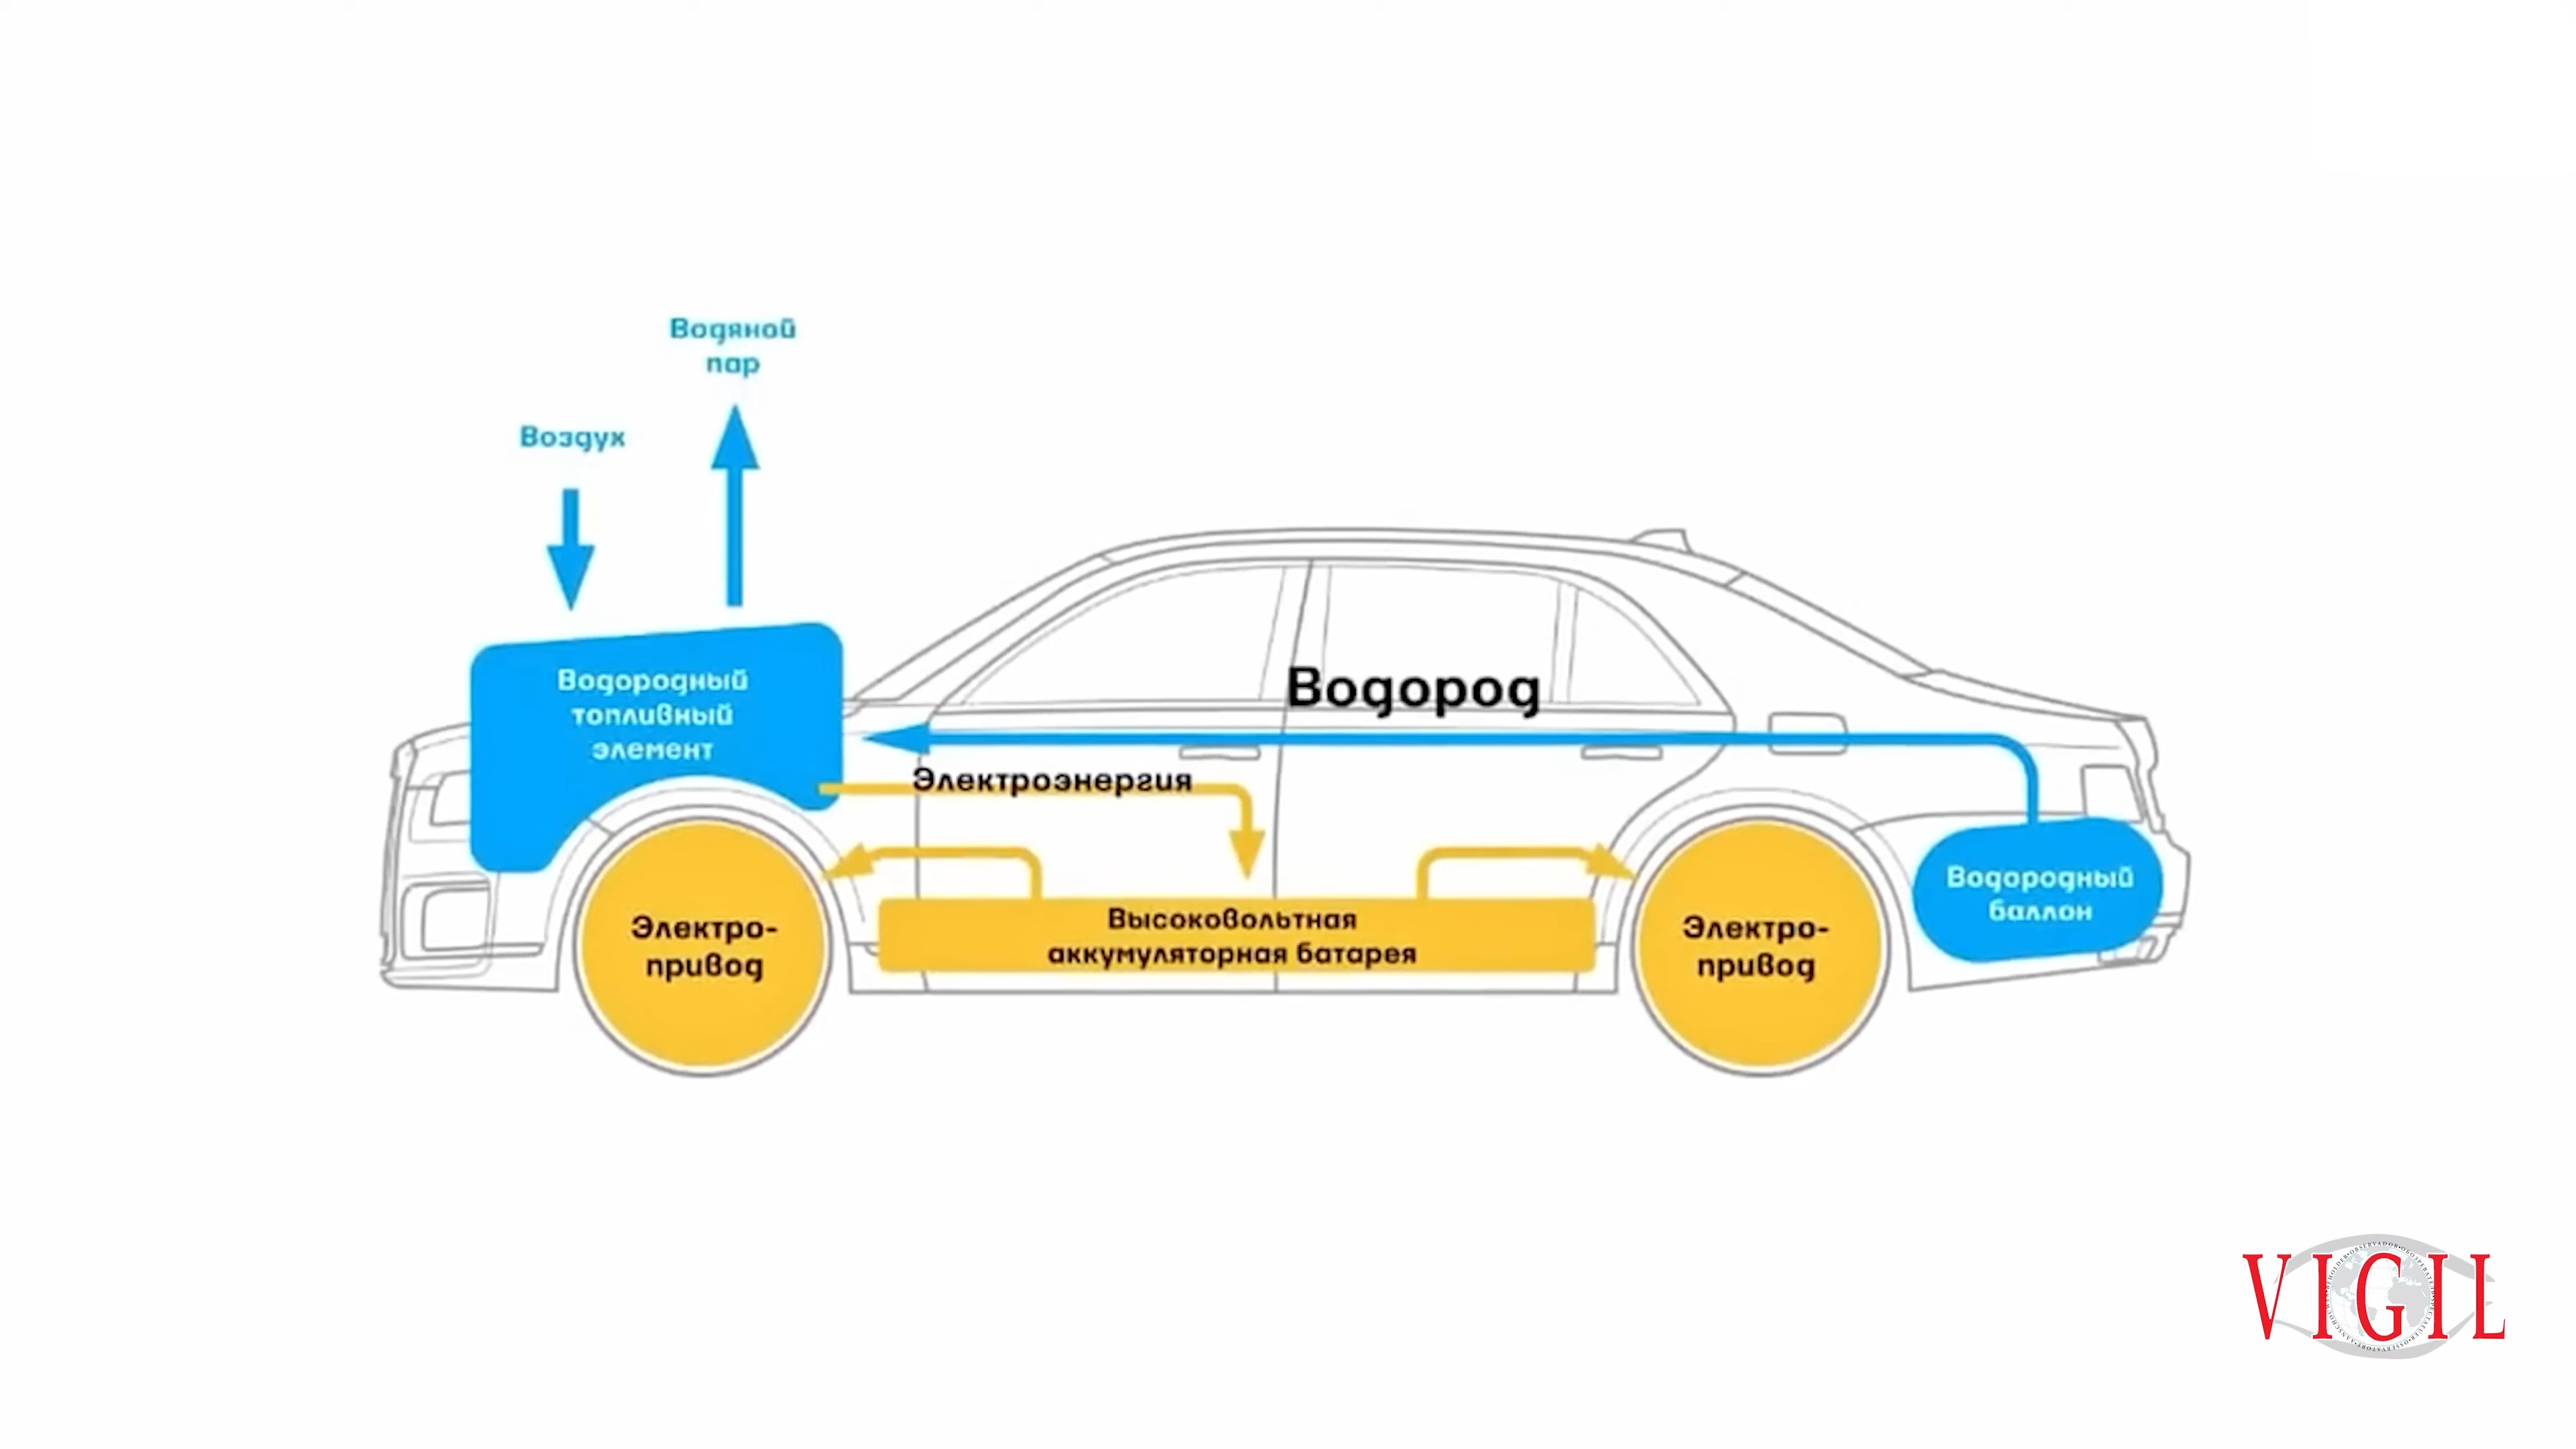 Водяной
пар
Воздух
Водородный
топливный
элемент
Водород
Электроэнергия
Электро-
привод
Высоковольтная
аккумуляторная батарея
Электро-
привод
Водородный
баллон
VIGIL